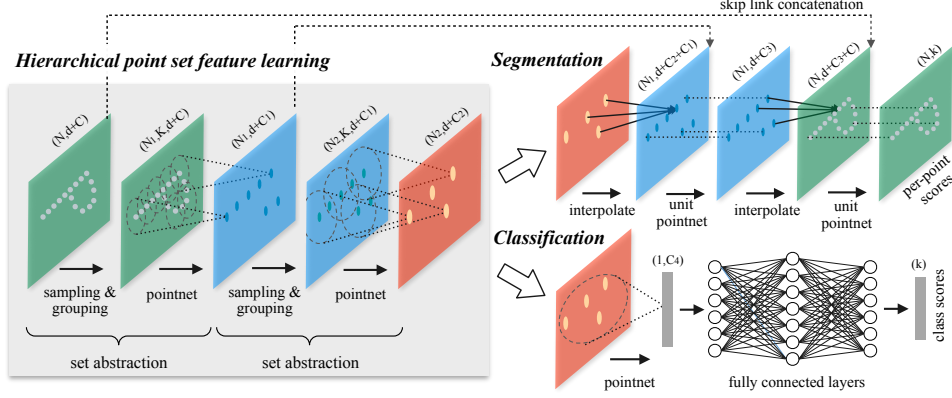 skip link concatenation
Hierarchical point set feature learning
Segmentation
(N,d+C)
(N1,K,d+C)
(N1,d+C1)
(N2,K,d+C1)
(N2,d+C2)
sampling &
grouping
pointnet
sampling &
grouping
pointnet
set abstraction
set abstraction
(N1,d+C2+C1)
(N1,d+C3)
(N,d+C3+C)
(N,k)
interpolate
unit
pointnet
interpolate
unit
pointnet
per-point
scores
Classification
(1,C4)
(k)
class scores
pointnet
fully connected layers